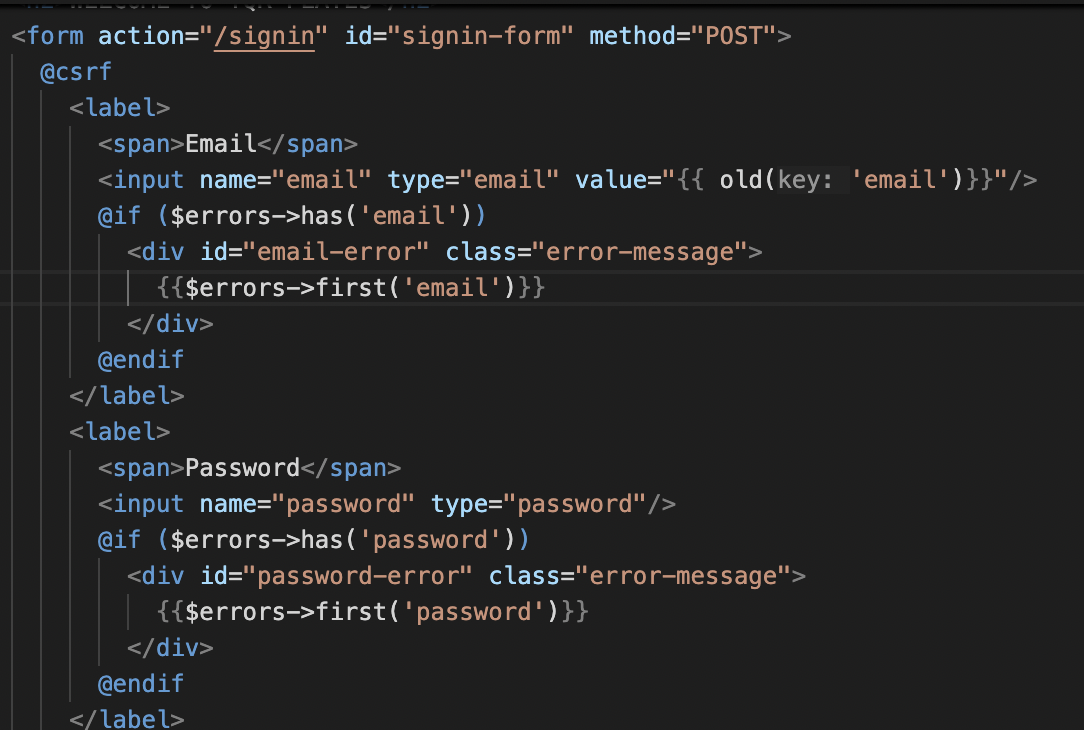 <form action="/signin" id="signin-form" method="POST">
@csrf
<label>
<span>Email</span>
<input name="email" type="email" value="{{ old(key: 'email')}}"/>
@if ($errors->has('email'))
<div id="email-error" class="error-message">
{{$errors->first('email')}}
</div>
@endif
</label>
<label>
<span>Password</span>
<input name="password" type="password"/>
@if ($errors->has('password'))
<div id="password-error" class="error-message">
{{$errors->first('password')}}
</div>
@endif
</label>